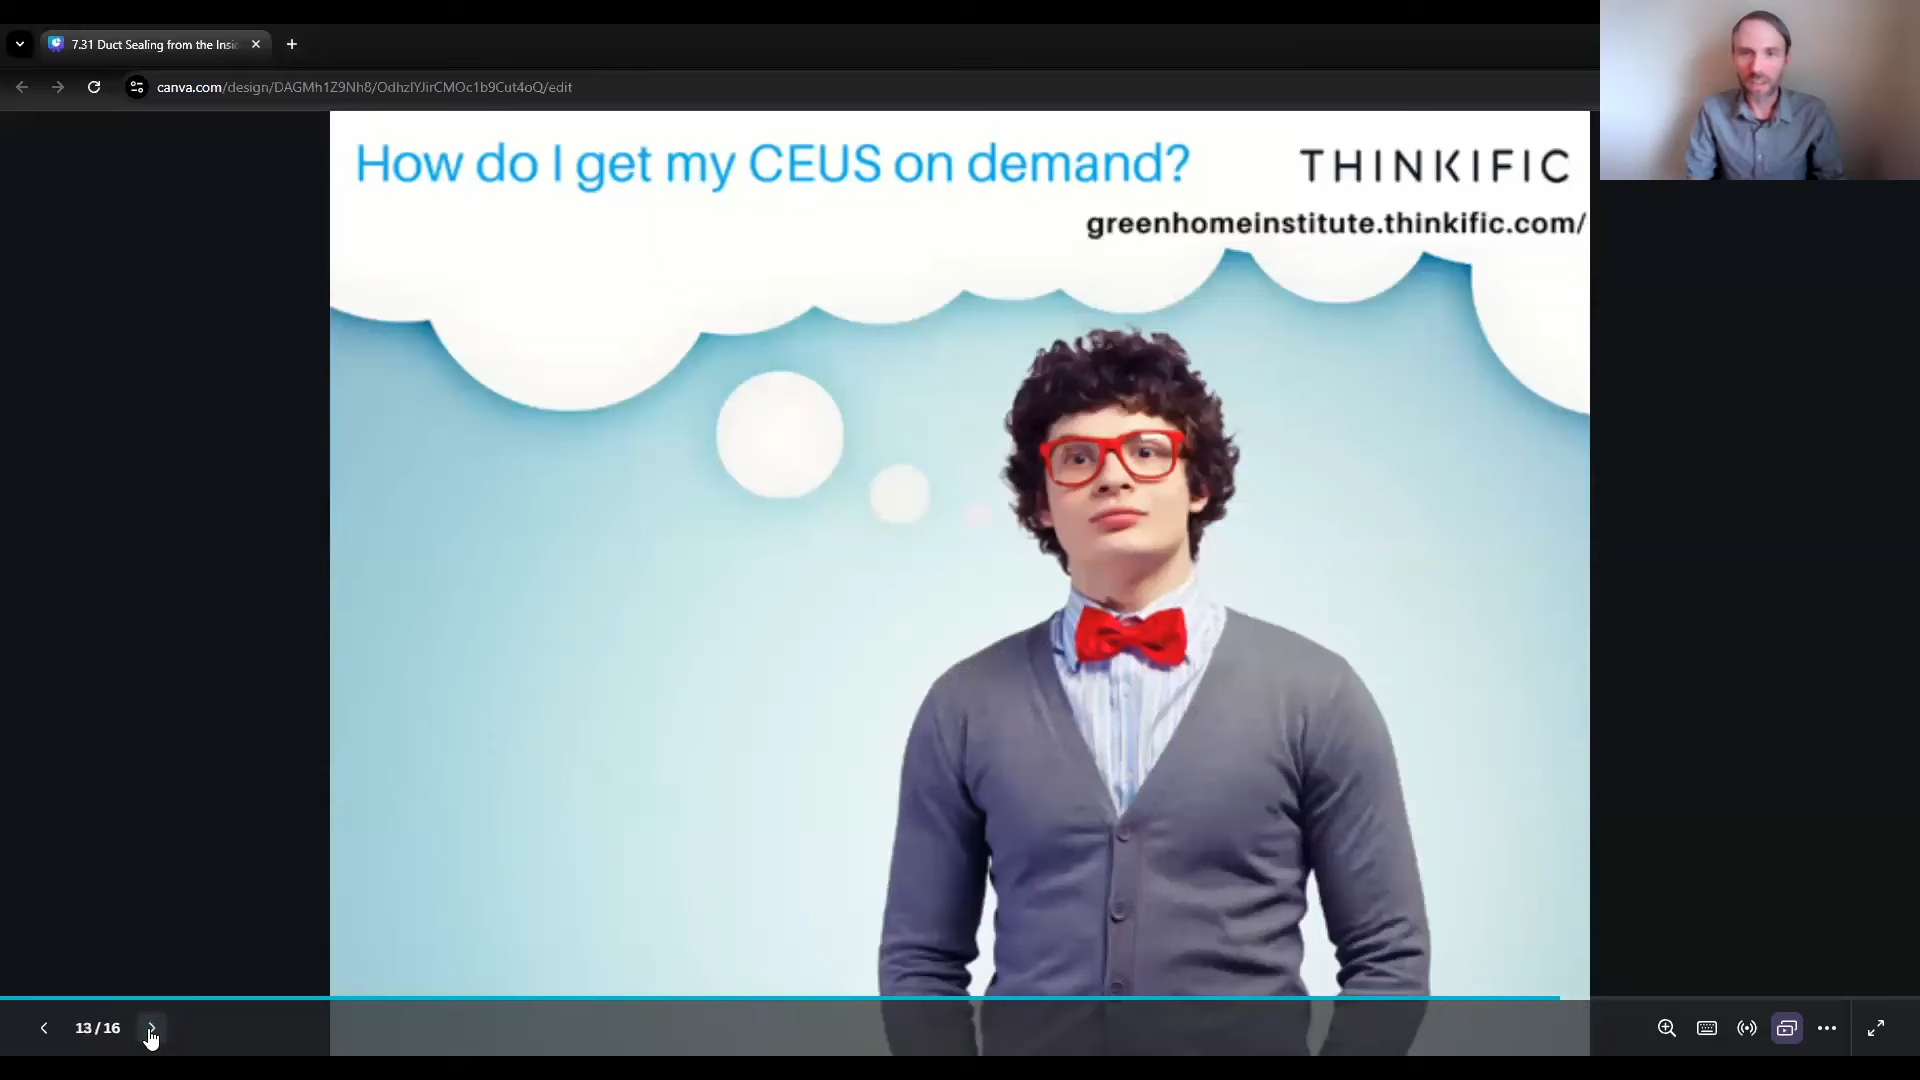 7.31 Duct Sealing from the Insi
canva.com/design/DAGMh1Z9Nh8/OdhzIYJirCMOc1b9Cut4oQ/edit
How do I get my CEUS on demand?
THINKIFIC
greenhomeinstitute.thinkific.com/
13 / 16